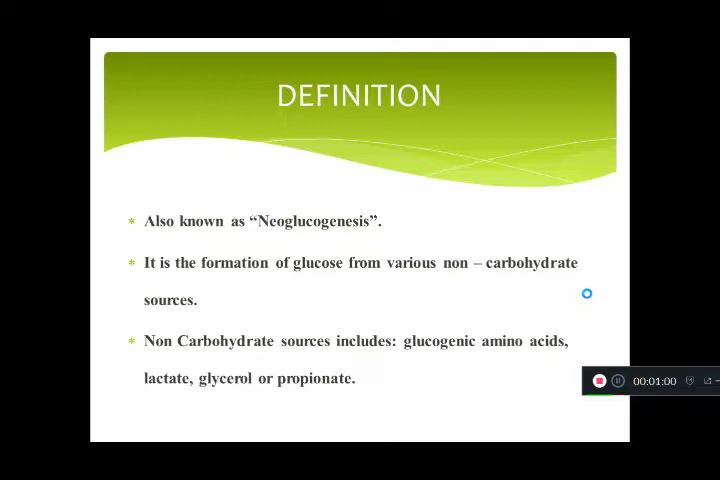 DEFINITION
* Also known as “Neoglucogenesis”.
* It is the formation of glucose from various non – carbohydrate
sources.
* Non Carbohydrate sources includes: glucogenic amino acids,
lactate, glycerol or propionate.
00:01:00